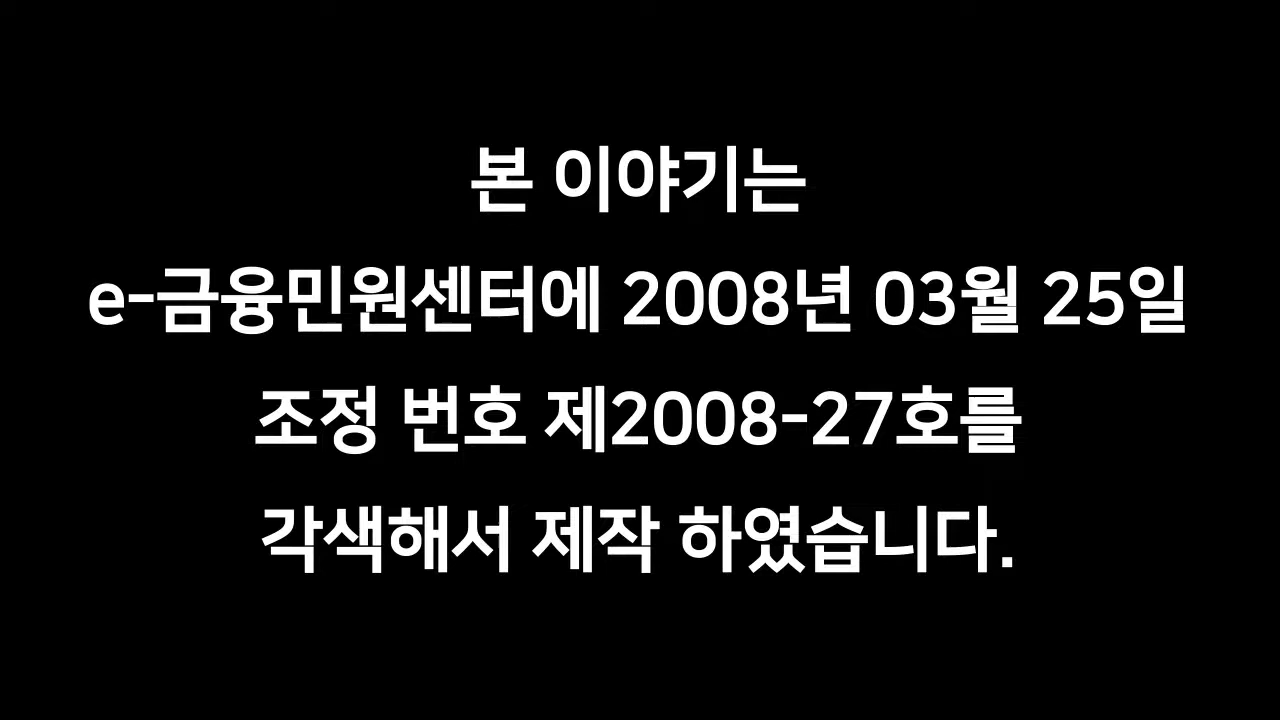 본 이야기는
e-금융민원센터에 2008년 03월 25일
조정 번호 제2008-27호를
각색해서 제작 하였습니다.